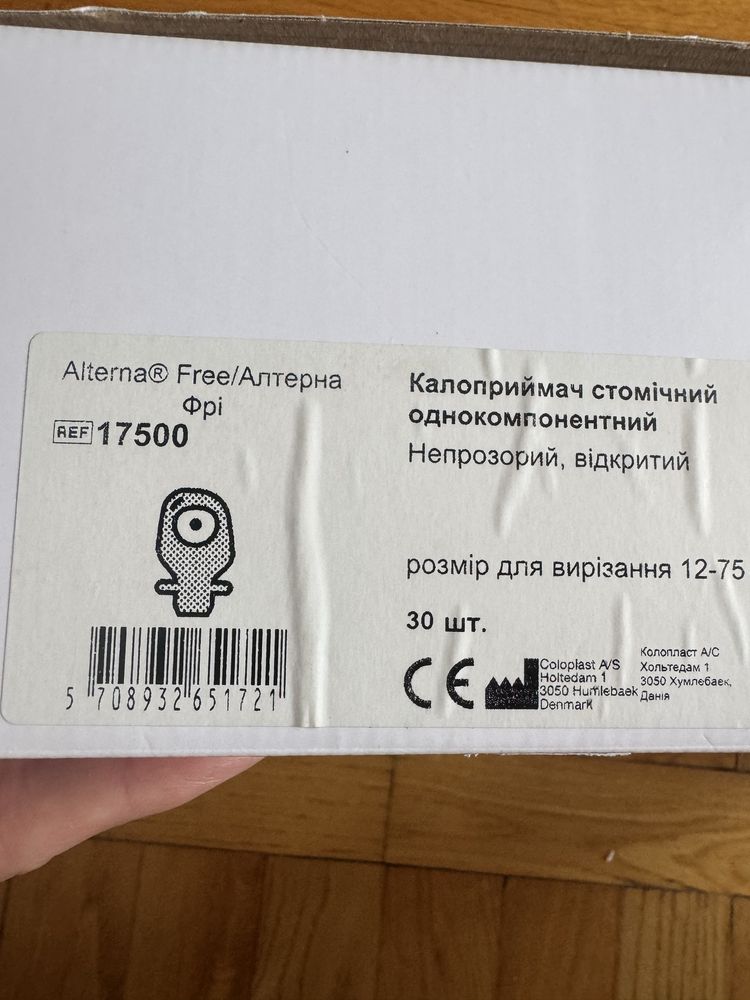 Alterna® Free/Алтерна
Фрі
REF 17500
5 708932 651721
Калоприймач стомічний
однокомпонентний
Непрозорий, відкритий
розмір для вирізання 12-75
30 шт.
CE
Coloplast A/S
Holtedam 1
3050 Humlebaek
Denmark
Колопласт А/С
Хольтедам 1
3050 Хумлебаек,
Данія